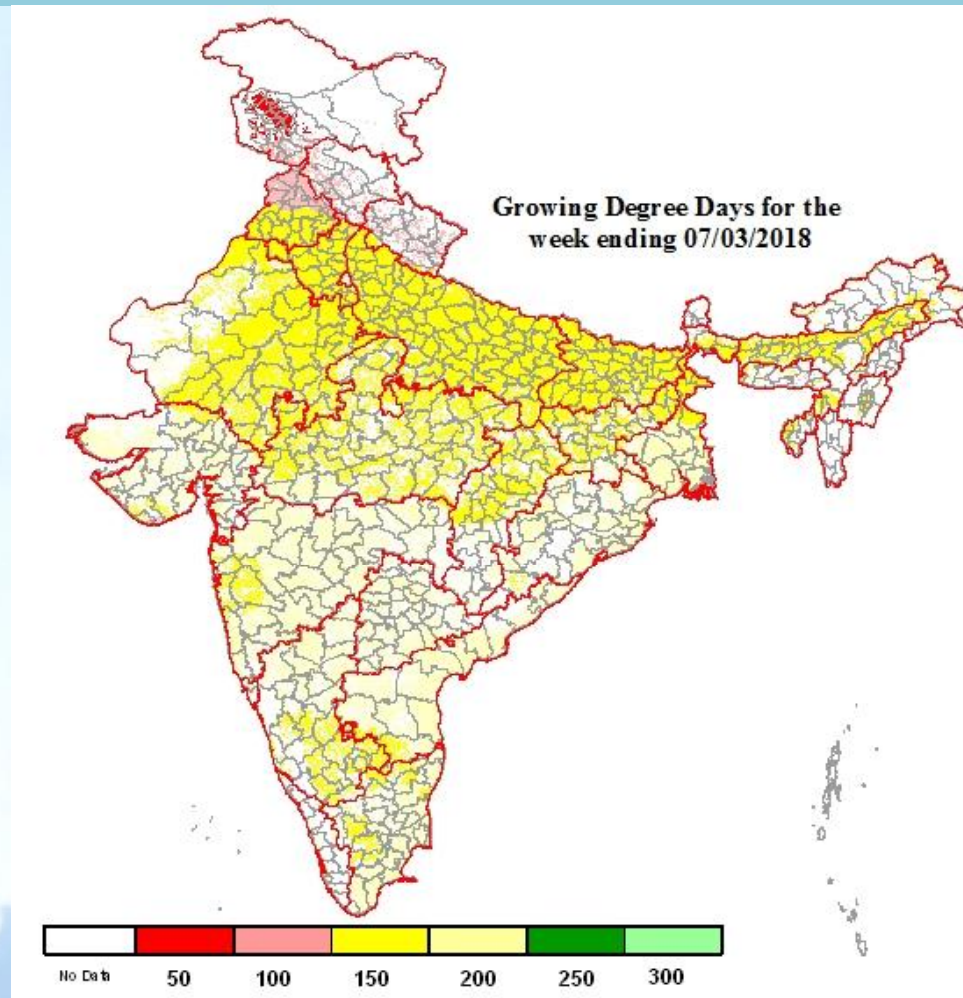 Growing Degree Days for the
week ending 07/03/2018
No Data 50 100 150 200 250 300